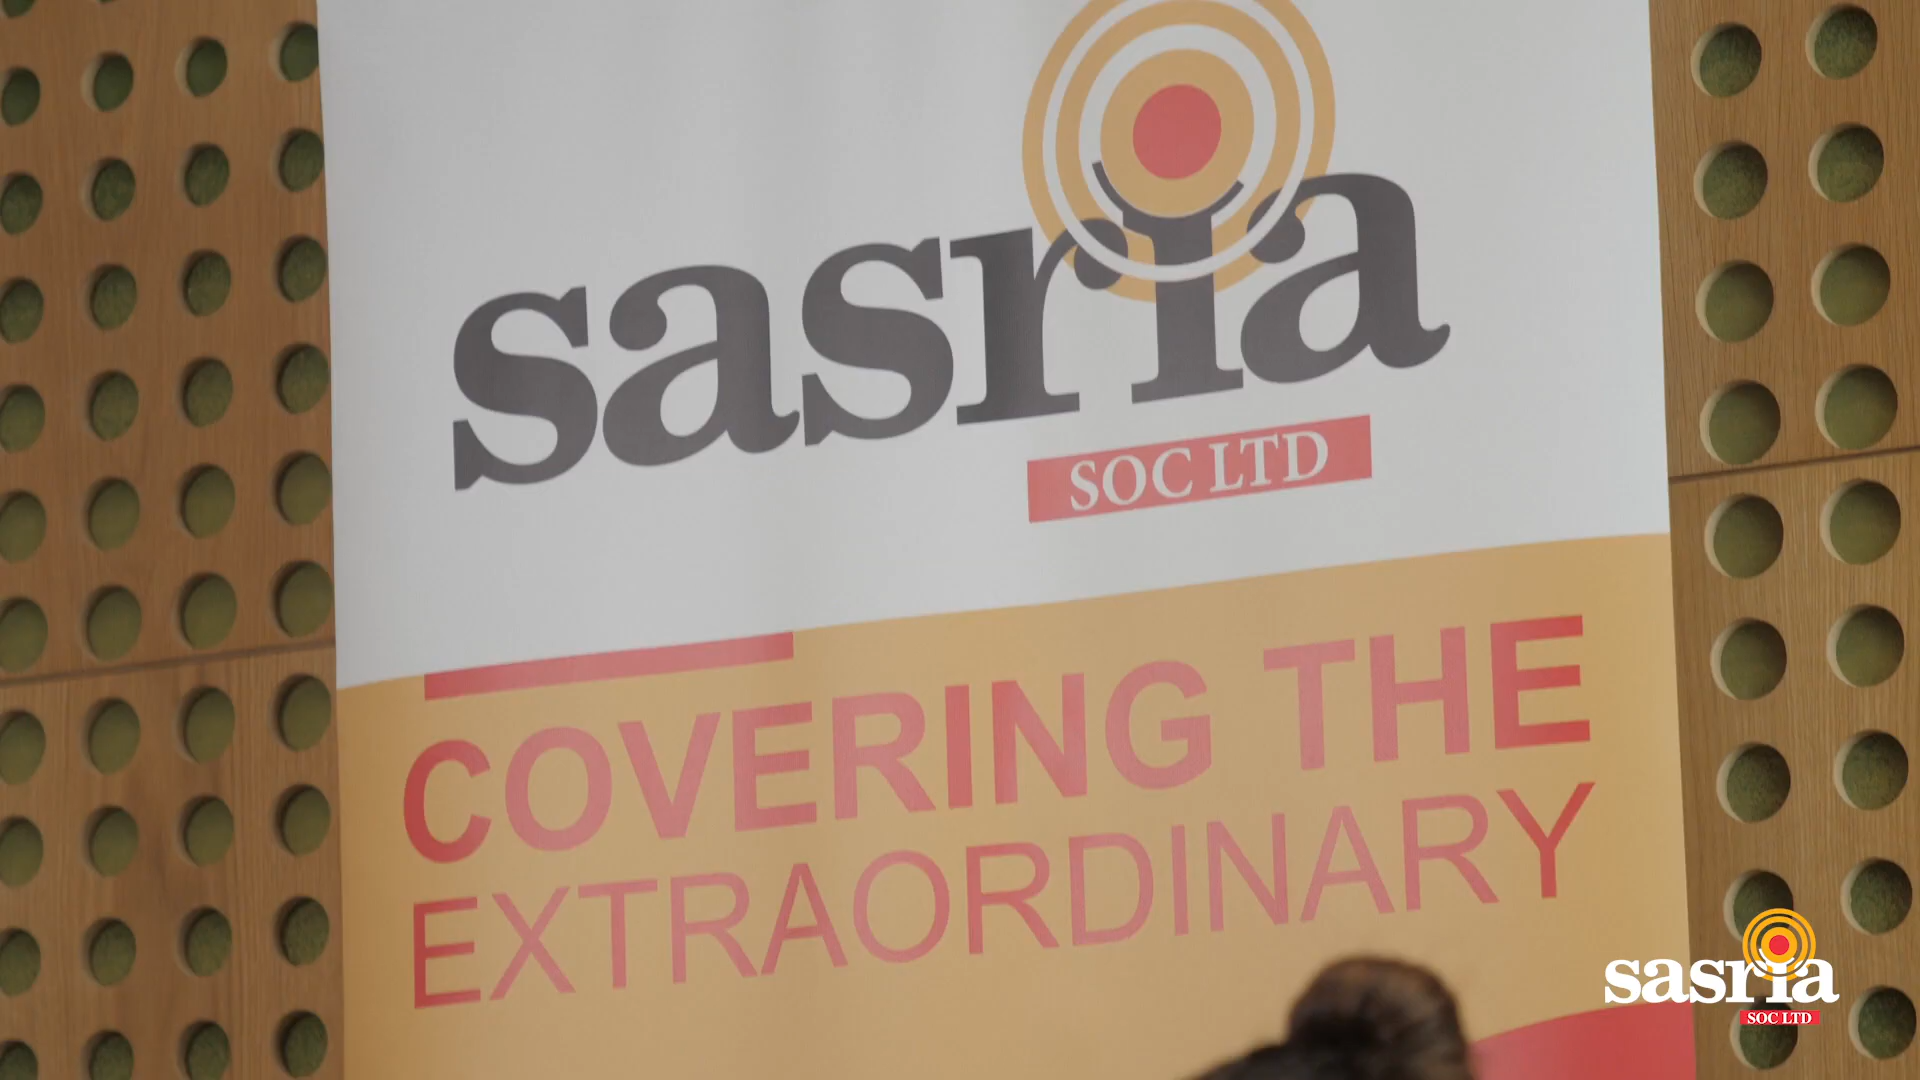 sasria
SOC LTD
COVERING THE
EXTRAORDINARY
sasria
SOC LTD